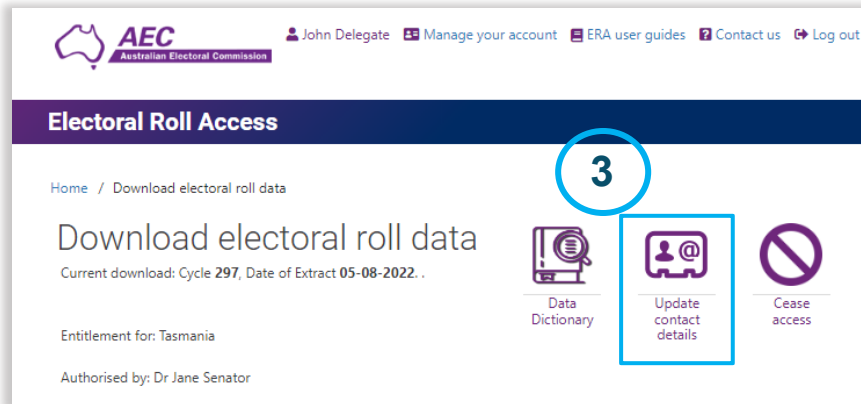 AEC
Australian Electoral Commission
John Delegate Manage your account ERA user guides Contact us Log out
Electoral Roll Access
3
Home / Download electoral roll data
Download electoral roll data
Current download: Cycle 297, Date of Extract 05-08-2022. .
Data
Dictionary
Update
contact
details
Cease
access
Entitlement for: Tasmania
Authorised by: Dr Jane Senator